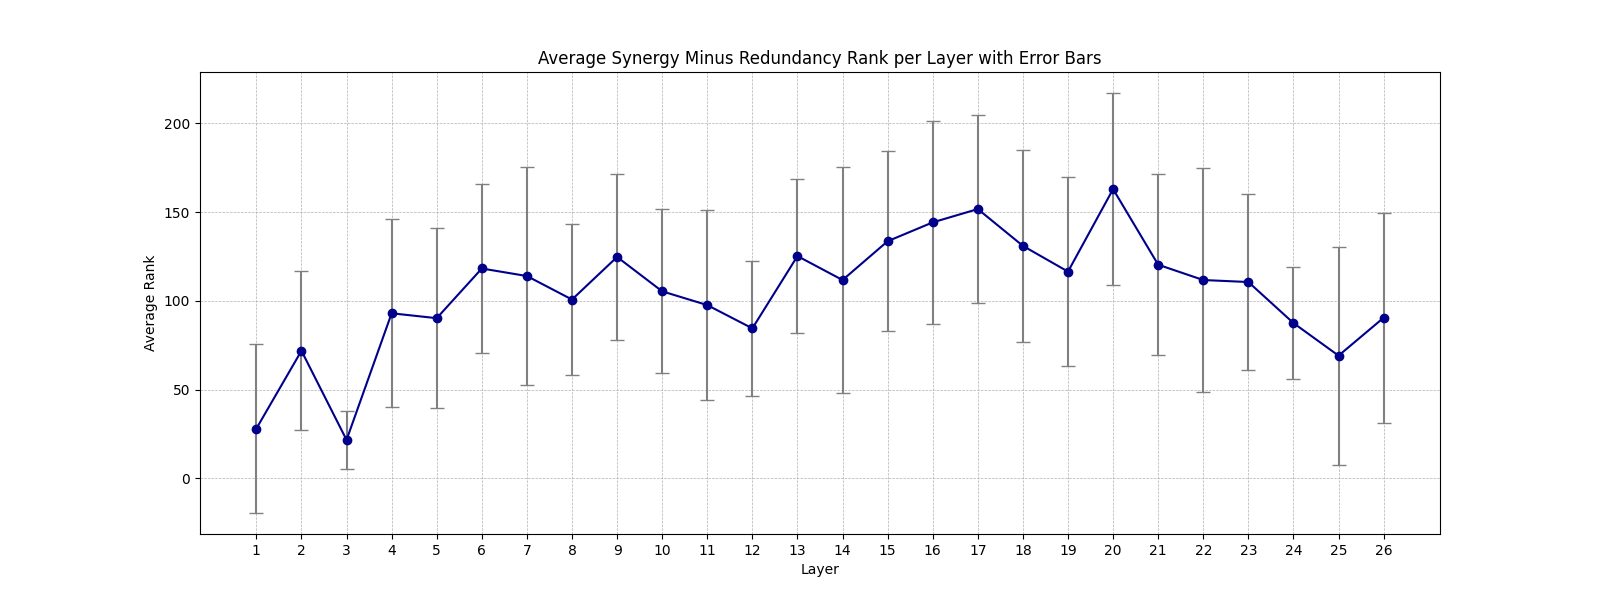 Average Synergy Minus Redundancy Rank per Layer with Error Bars
200
150
100
50
0
Average Rank
1 2 3 4 5 6 7 8 9 10 11 12 13 14 15 16 17 18 19 20 21 22 23 24 25 26
Layer